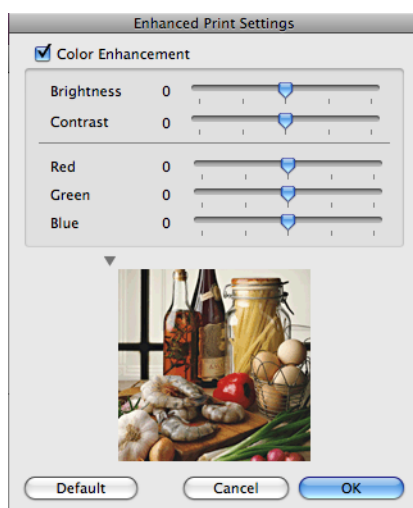 Enhanced Print Settings
Color Enhancement
Brightness 0
Contrast 0
Red 0
Green 0
Blue 0
Default Cancel OK